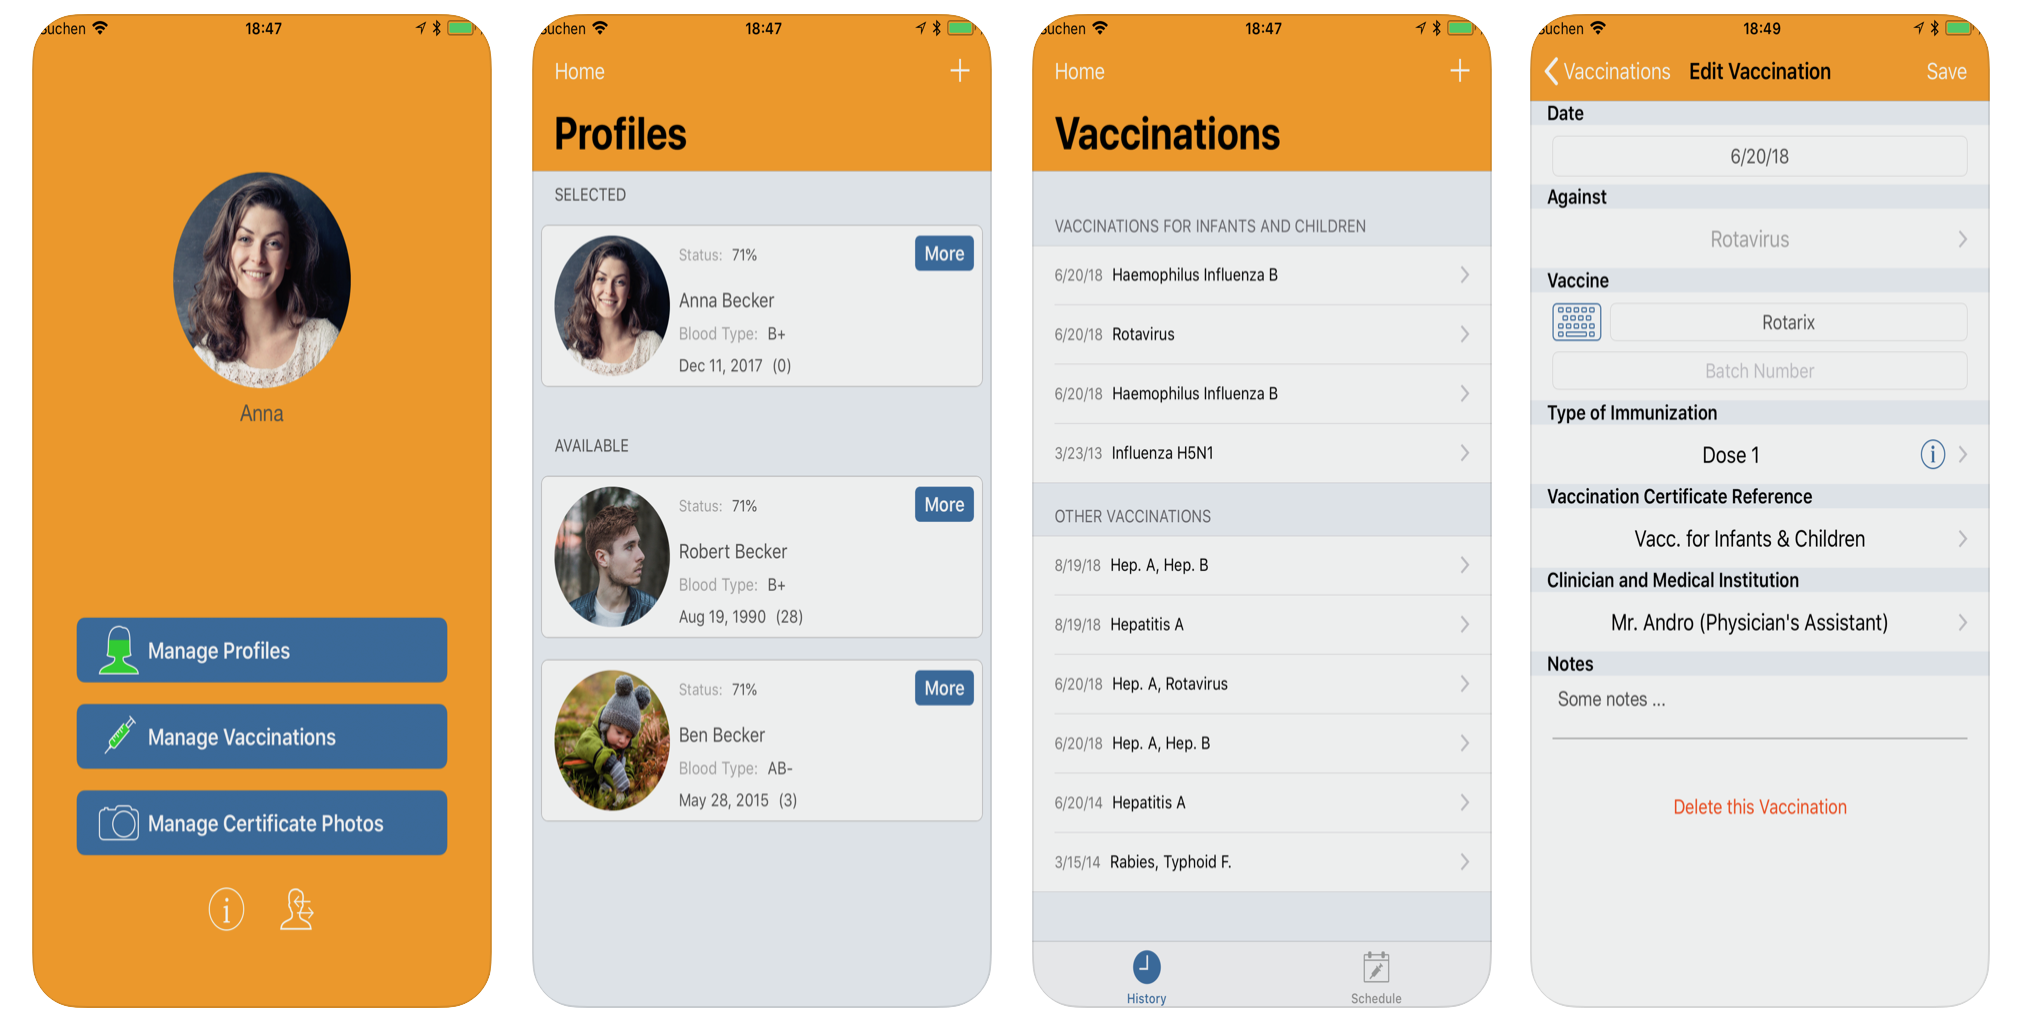 Suchen 18:47
Anna
Manage Profiles
Manage Vaccinations
Manage Certificate Photos
i
Suchen 18:47
Home +
Profiles
SELECTED
Status: 71% More
Anna Becker
Blood Type: B+
Dec 11, 2017 (0)
AVAILABLE
Status: 71% More
Robert Becker
Blood Type: B+
Aug 19, 1990 (28)
Status: 71% More
Ben Becker
Blood Type: AB-
May 28, 2015 (3)
Suchen 18:47
Home +
Vaccinations
VACCINATIONS FOR INFANTS AND CHILDREN
6/20/18 Haemophilus Influenza B
6/20/18 Rotavirus
6/20/18 Haemophilus Influenza B
3/23/13 Influenza H5N1
OTHER VACCINATIONS
8/19/18 Hep. A, Hep. B
8/19/18 Hepatitis A
6/20/18 Hep. A, Rotavirus
6/20/18 Hep. A, Hep. B
6/20/14 Hepatitis A
3/15/14 Rabies, Typhoid F.
History Schedule
Suchen 18:49
Vaccinations Edit Vaccination Save
Date
6/20/18
Against
Rotavirus
Vaccine
Rotarix
Batch Number
Type of Immunization
Dose 1 i
Vaccination Certificate Reference
Vacc. for Infants & Children
Clinician and Medical Institution
Mr. Andro (Physician's Assistant)
Notes
Some notes ...
Delete this Vaccination